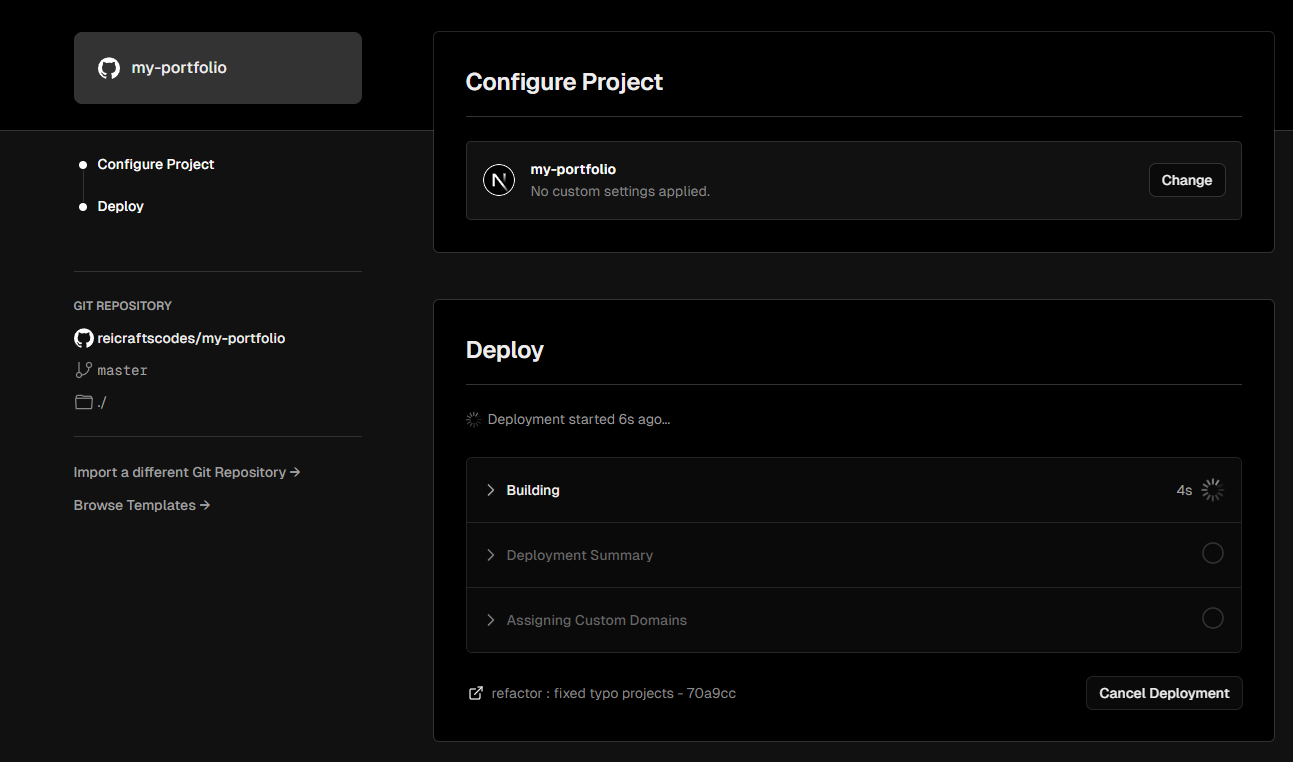 my-portfolio
Configure Project
Deploy
GIT REPOSITORY
reicraftscodes/my-portfolio
master
./
Import a different Git Repository →
Browse Templates →
Configure Project
my-portfolio
No custom settings applied.
Change
Deploy
Deployment started 6s ago...
Building
4s
Deployment Summary
Assigning Custom Domains
refactor : fixed typo projects - 70a9cc
Cancel Deployment